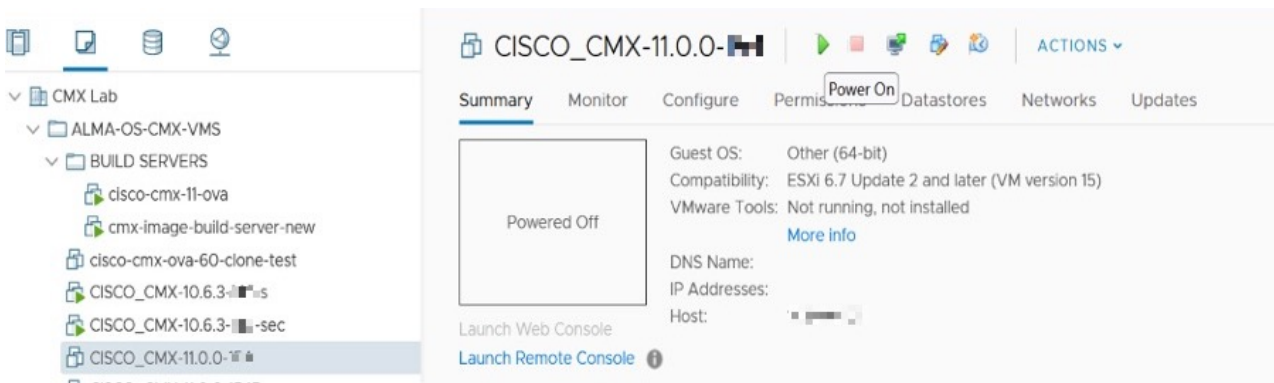 CISCO_CMX-11.0.0-
ACTIONS
Power On
CMX Lab
ALMA-OS-CMX-VMS
BUILD SERVERS
cisco-cmx-11-ova
cmx-image-build-server-new
cisco-cmx-ova-60-clone-test
CISCO_CMX-10.6.3- s
CISCO_CMX-10.6.3- -sec
CISCO_CMX-11.0.0-
Summary Monitor Configure Datastores Networks Updates
Powered Off
Guest OS: Other (64-bit)
Compatibility: ESXi 6.7 Update 2 and later (VM version 15)
VMware Tools: Not running, not installed
More info
DNS Name:
IP Addresses:
Host:
Launch Web Console
Launch Remote Console